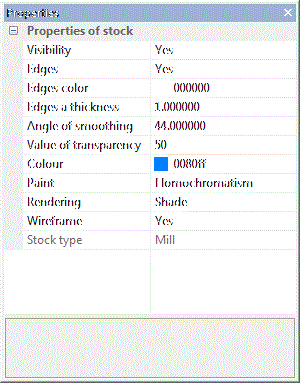 Properties
Properties of stock
Visibility Yes
Edges Yes
Edges color 000000
Edges a thickness 1.000000
Angle of smoothing 44.000000
Value of transparency 50
Colour 0080ff
Paint Homochromatism
Rendering Shade
Wireframe Yes
Stock type Mill